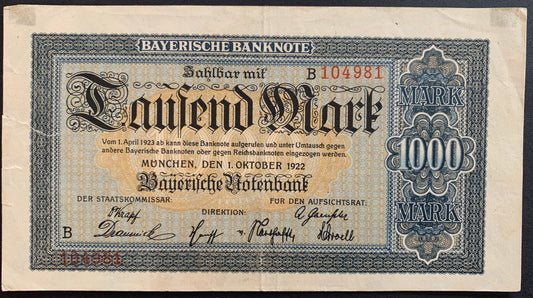 BAYERISCHE BANKNOTE
Zahlbar mit B 104981
Tausend Mark
MARK
1000
MARK
Vom 1. April 1923 ab kann diese Banknote aufgerufen und unter Umtausch gegen
andere Bayerische Banknoten oder gegen Reichsbanknoten eingezogen werden.
MÜNCHEN, DEN 1. OKTOBER 1922
Bayerische Notenbank
DER STAATSKOMMISSAR: DIREKTION: FÜR DEN AUFSICHTSRAT:
B
104981